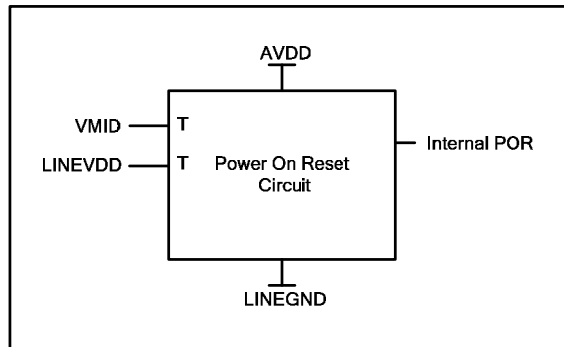 AVDD
VMID T
Internal POR
LINEVDD T
Power On Reset
Circuit
LINEGND